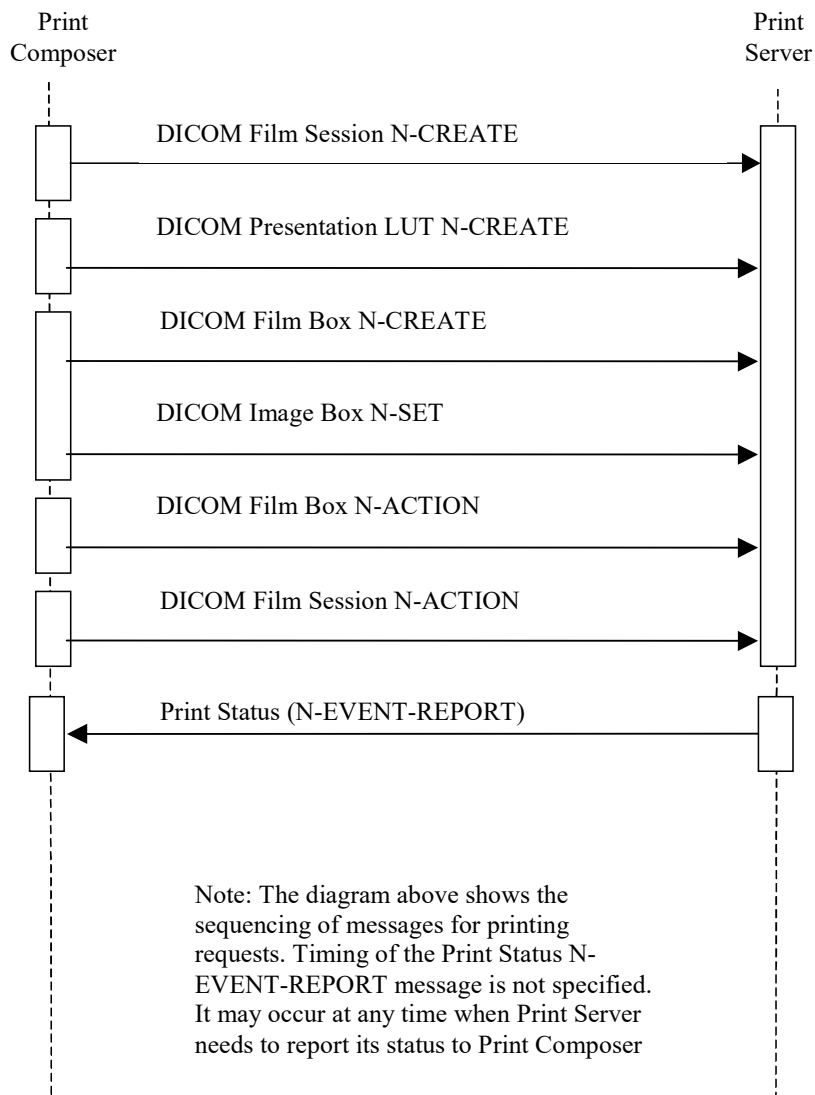 Print
Composer
Print
Server
DICOM Film Session N-CREATE
DICOM Presentation LUT N-CREATE
DICOM Film Box N-CREATE
DICOM Image Box N-SET
DICOM Film Box N-ACTION
DICOM Film Session N-ACTION
Print Status (N-EVENT-REPORT)
Note: The diagram above shows the
sequencing of messages for printing
requests. Timing of the Print Status N-
EVENT-REPORT message is not specified.
It may occur at any time when Print Server
needs to report its status to Print Composer